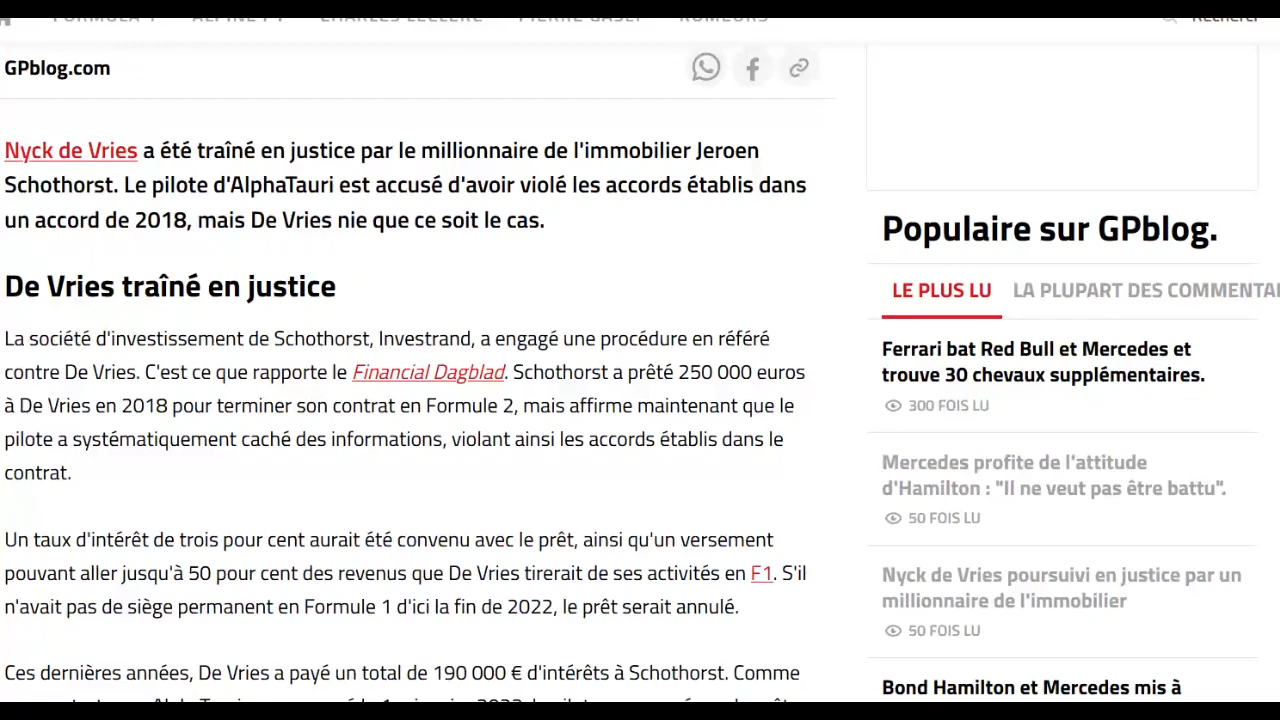 FORMULA 1 ALPINE F1 CHARLES LECLERC PIERRE GASLY RUMEURS
GPblog.com
Nyck de Vries a été traîné en justice par le millionnaire de l'immobilier Jeroen
Schothorst. Le pilote d'AlphaTauri est accusé d'avoir violé les accords établis dans
un accord de 2018, mais De Vries nie que ce soit le cas.
De Vries traîné en justice
La société d'investissement de Schothorst, Investrand, a engagé une procédure en référé
contre De Vries. C'est ce que rapporte le Financial Dagblad. Schothorst a prêté 250 000 euros
à De Vries en 2018 pour terminer son contrat en Formule 2, mais affirme maintenant que le
pilote a systématiquement caché des informations, violant ainsi les accords établis dans le
contrat.
Un taux d'intérêt de trois pour cent aurait été convenu avec le prêt, ainsi qu'un versement
pouvant aller jusqu'à 50 pour cent des revenus que De Vries tirerait de ses activités en F1. S'il
n'avait pas de siège permanent en Formule 1 d'ici la fin de 2022, le prêt serait annulé.
Ces dernières années, De Vries a payé un total de 190 000 € d'intérêts à Schothorst. Comme
Populaire sur GPblog.
LE PLUS LU LA PLUPART DES COMMENTAI
Ferrari bat Red Bull et Mercedes et
trouve 30 chevaux supplémentaires.
300 FOIS LU
Mercedes profite de l'attitude
d'Hamilton : "Il ne veut pas être battu".
50 FOIS LU
Nyck de Vries poursuivi en justice par un
millionnaire de l'immobilier
50 FOIS LU
Bond Hamilton et Mercedes mis à